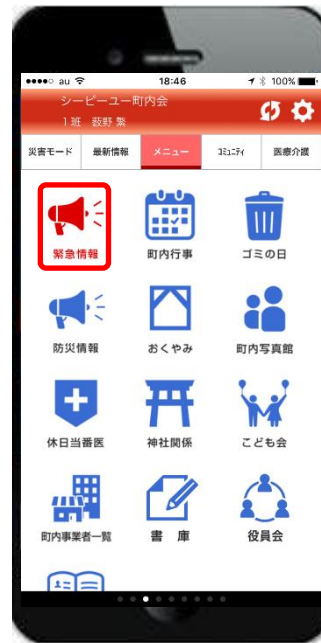 au 18:46 100%
シーピーユー町内会
1班 薮野 繁
災害モード 最新情報 メニュー コミュニティ 医療介護
緊急情報 町内行事 ゴミの日
防災情報 おくやみ 町内写真館
休日当番医 神社関係 こども会
町内事業者一覧 書庫 役員会